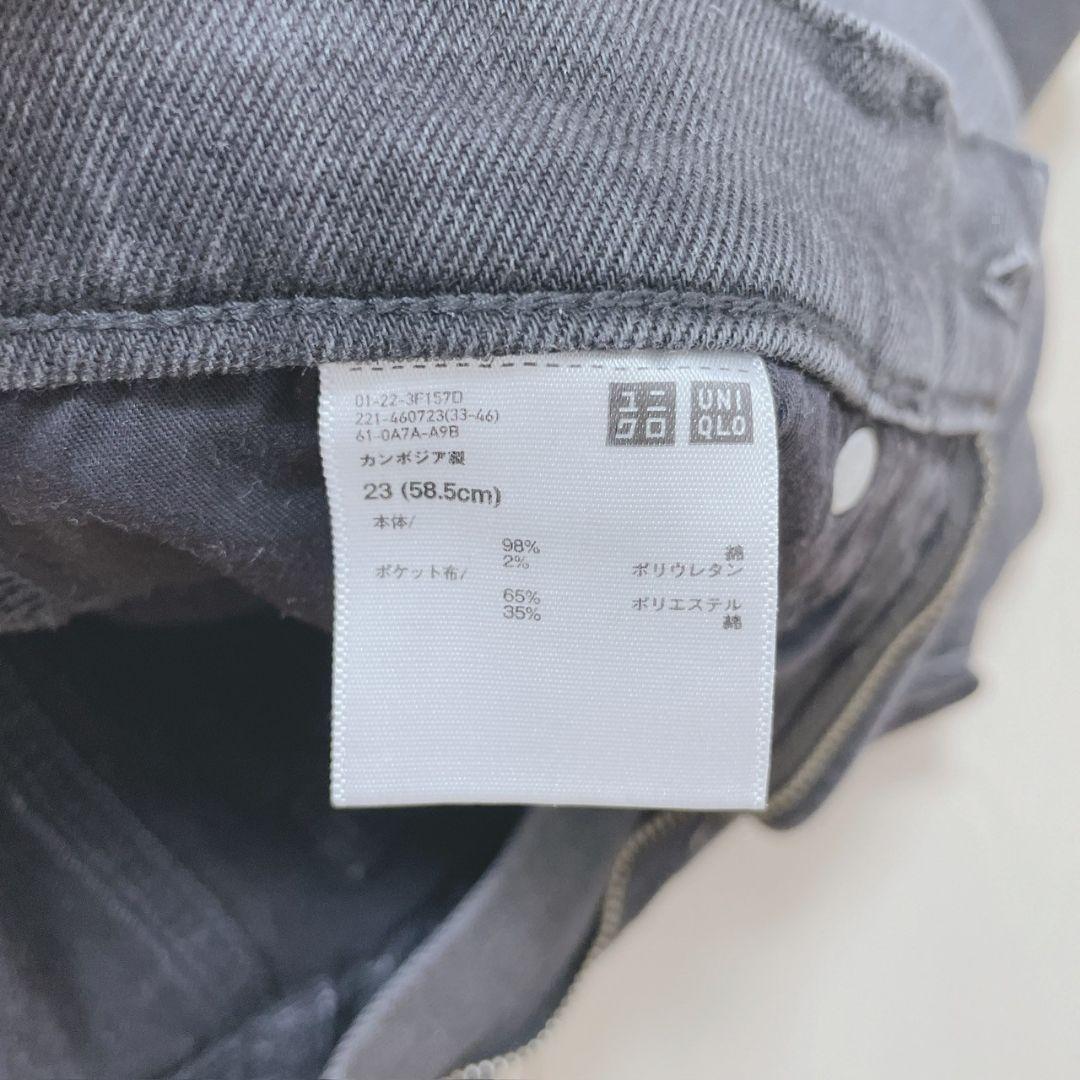 01-22-3F157D
221-460723(33-46)
61-0A7A-A9B
カンボジア製
ユニ
クロ
UNI
QLO
23 (58.5cm)
本体/
98% 綿
2% ポリウレタン
ポケット布/
65% ポリエステル
35% 綿